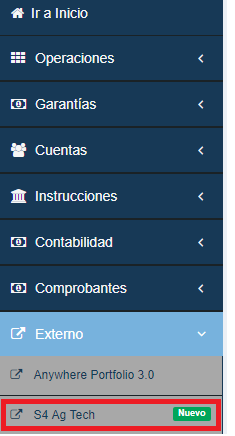 Ir a Inicio
Operaciones
Garantías
Cuentas
Instrucciones
Contabilidad
Comprobantes
Externo
Anywhere Portfolio 3.0
S4 Ag Tech Nuevo